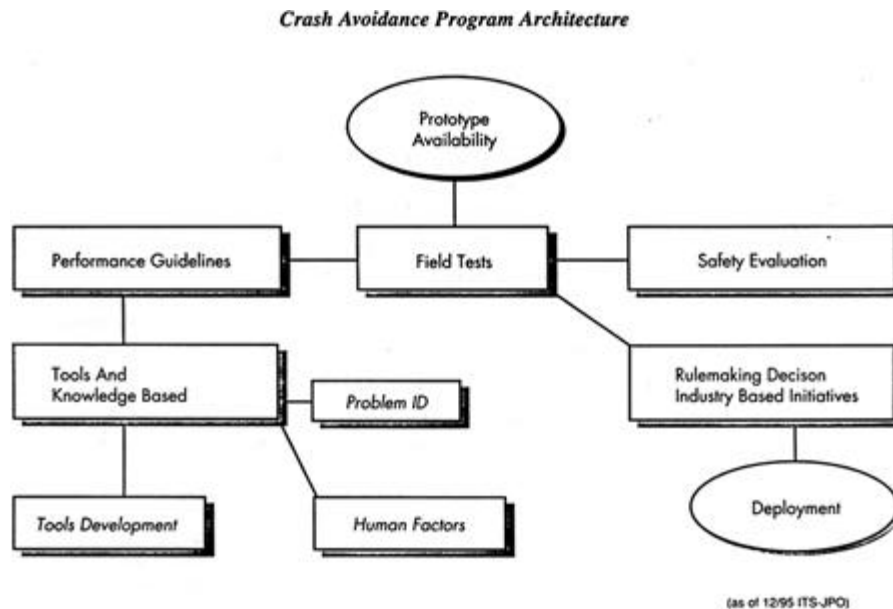 Crash Avoidance Program Architecture
Prototype
Availability
Performance Guidelines
Field Tests
Safety Evaluation
Tools And
Knowledge Based
Problem ID
Rulemaking Decison
Industry Based Initiatives
Tools Development
Human Factors
Deployment
(as of 12/95 ITS-JPO)